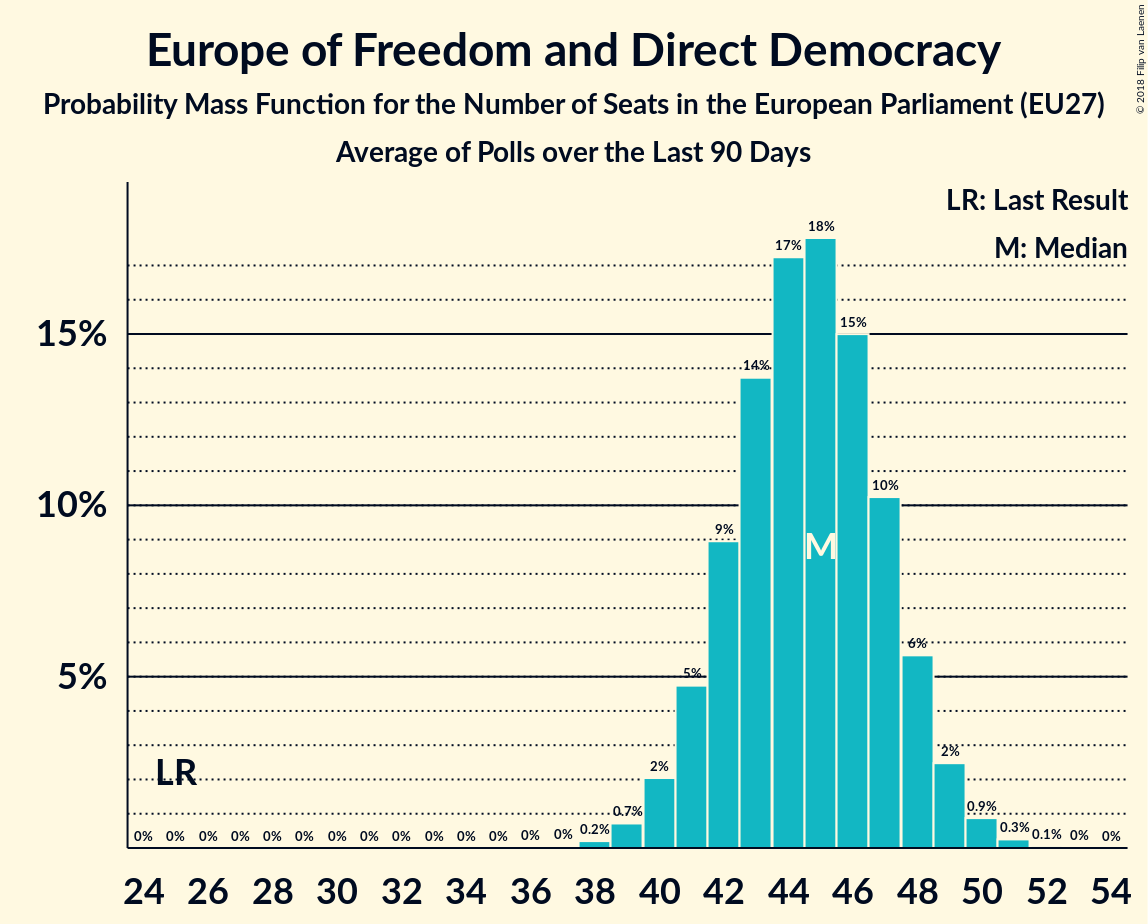 Europe of Freedom and Direct Democracy
Probability Mass Function for the Number of Seats in the European Parliament (EU27)
Average of Polls over the Last 90 Days
© 2018 Filip van Laenen
LR: Last Result
M: Median
15%
10%
5%
LR
M
0% 0% 0% 0% 0% 0% 0% 0% 0% 0% 0% 0% 0% 0% 0.2% 0.7% 2% 5% 9% 14% 17% 18% 15% 10% 6% 2% 0.9% 0.3% 0.1% 0% 0%
24 26 28 30 32 34 36 38 40 42 44 46 48 50 52 54